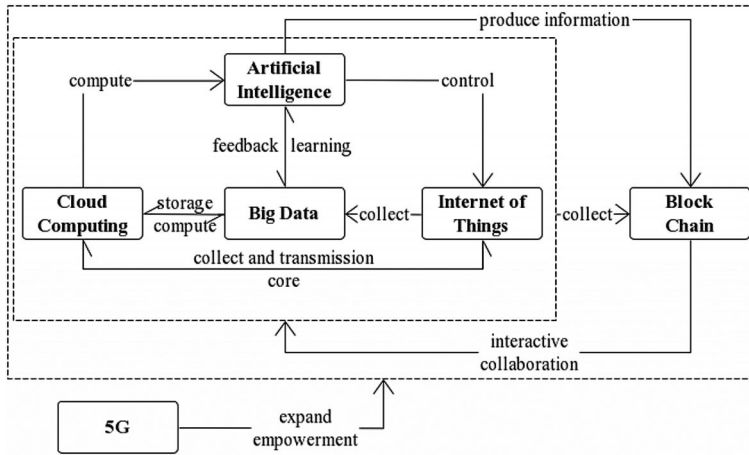 produce information
Artificial
Intelligence
compute
control
feedback
learning
Cloud
Computing
storage
compute
Big Data
collect
Internet of
Things
collect
Block
Chain
collect and transmission
core
interactive
collaboration
5G
expand
empowerment